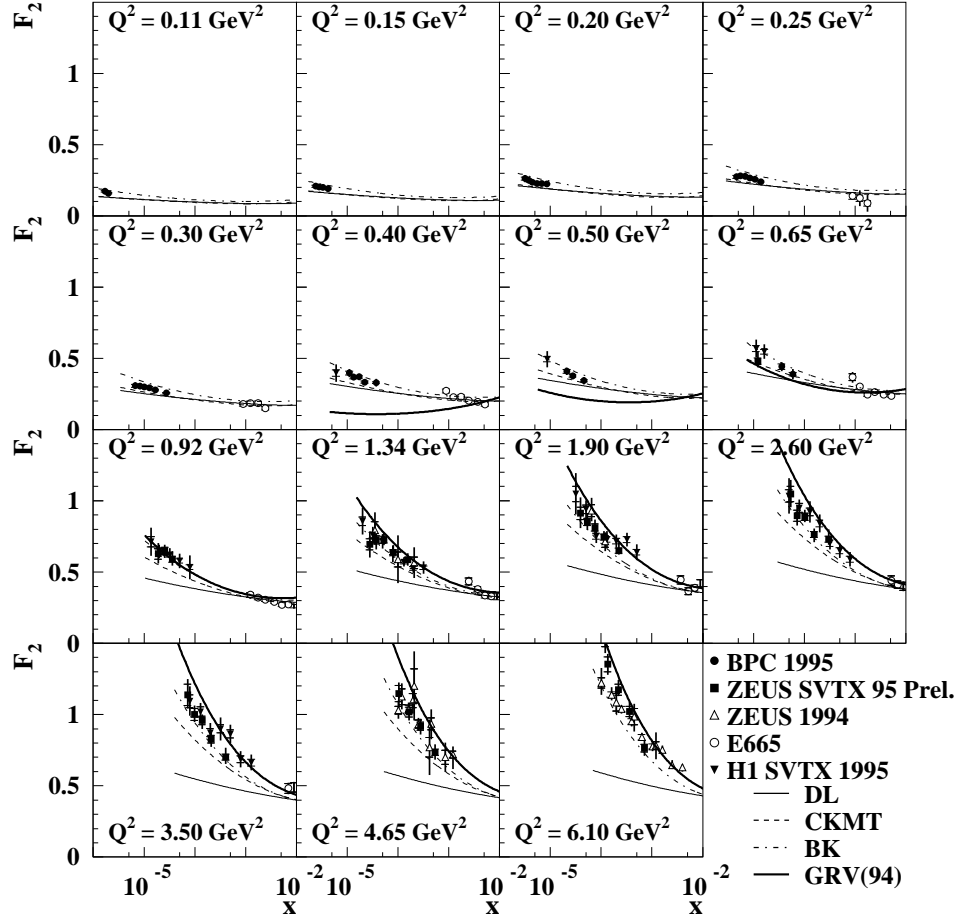 F₂ Q² = 0.11 GeV² Q² = 0.15 GeV² Q² = 0.20 GeV² Q² = 0.25 GeV²
1
0.5
0
F₂ Q² = 0.30 GeV² Q² = 0.40 GeV² Q² = 0.50 GeV² Q² = 0.65 GeV²
1
0.5
0
F₂ Q² = 0.92 GeV² Q² = 1.34 GeV² Q² = 1.90 GeV² Q² = 2.60 GeV²
1
0.5
0
F₂
BPC 1995
1 ZEUS SVTX 95 Prel.
ZEUS 1994
E665
0.5 H1 SVTX 1995
DL
Q² = 3.50 GeV² Q² = 4.65 GeV² Q² = 6.10 GeV² CKMT
0 BK
10⁻⁵ 10⁻² 10⁻⁵ 10⁻² 10⁻⁵ 10⁻² GRV(94)
x x x